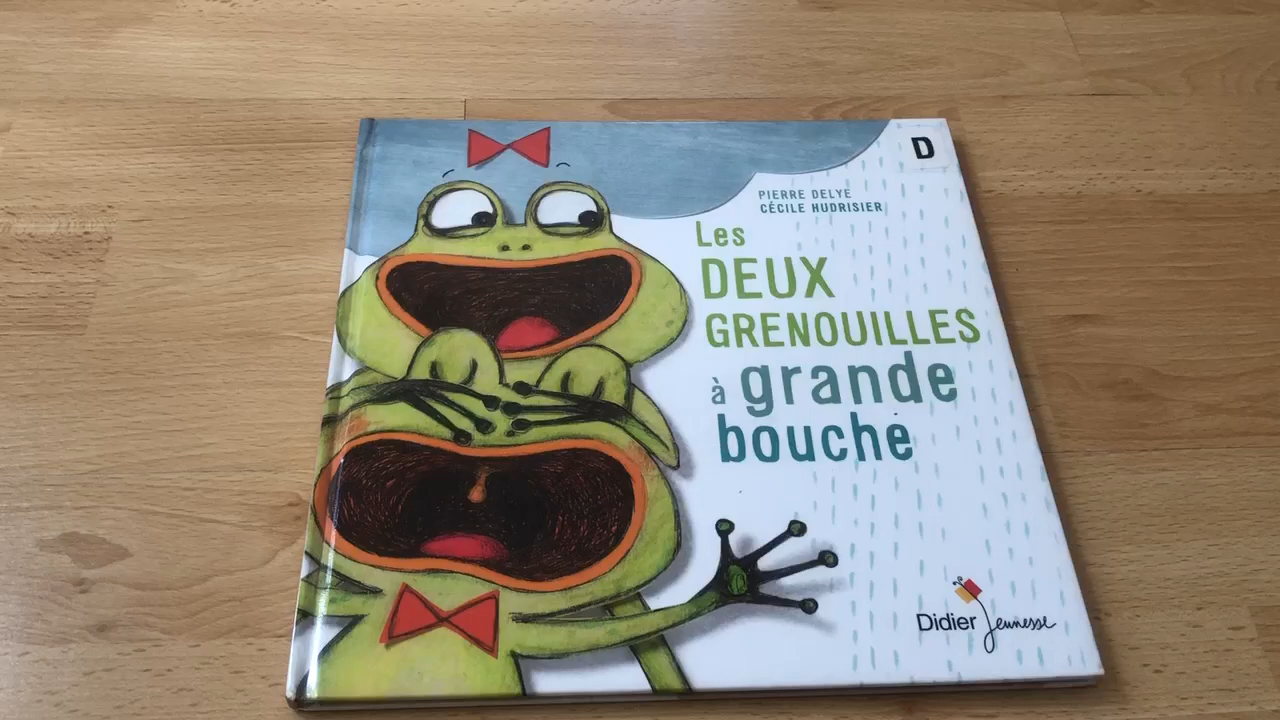 D
PIERRE DELYE
CÉCILE HUDRISIER
Les
DEUX
GRENOUILLES
à grande
bouche
Didier Jeunesse